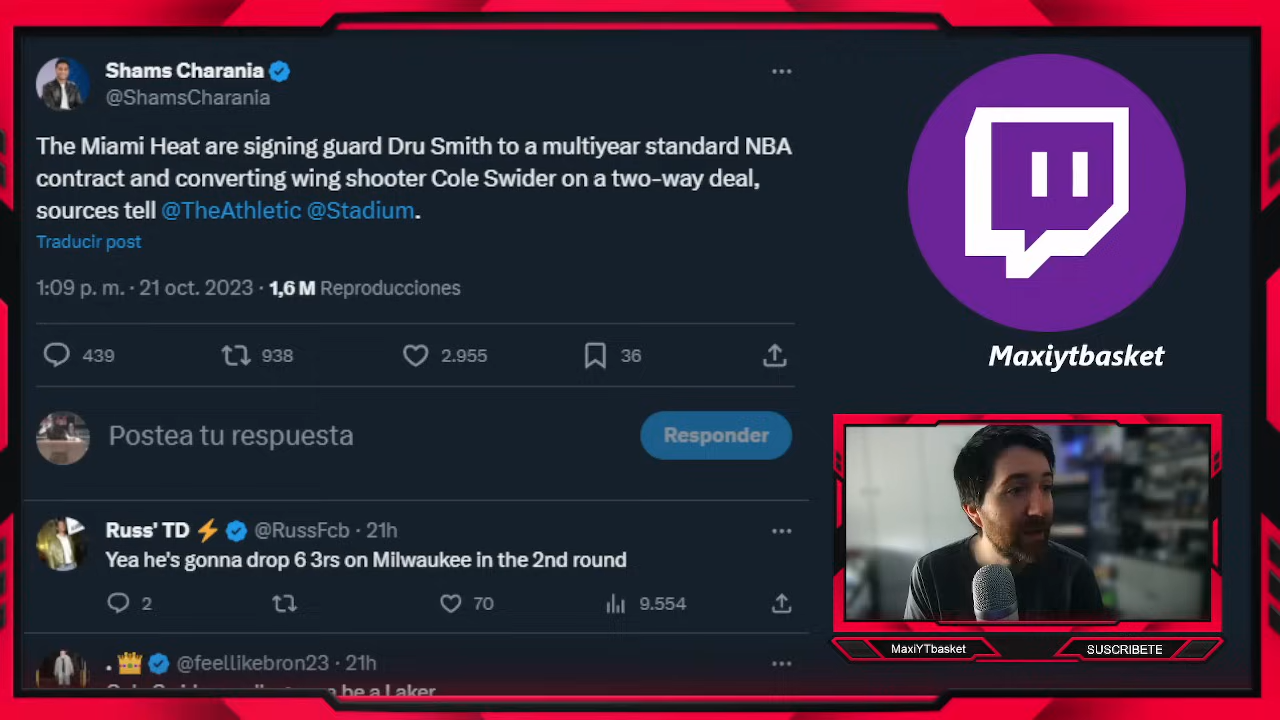 Shams Charania
@ShamsCharania
The Miami Heat are signing guard Dru Smith to a multiyear standard NBA
contract and converting wing shooter Cole Swider on a two-way deal,
sources tell @TheAthletic @Stadium.
Traducir post
1:09 p. m. · 21 oct. 2023 · 1,6 M Reproducciones
439 938 2.955 36
Postea tu respuesta
Responder
Russ' TD ⚡ @RussFcb · 21h
Yea he's gonna drop 6 3rs on Milwaukee in the 2nd round
2 70 9.554
. 👑 @feellikebron23 · 21h
be a Laker
Maxiytbasket
MaxiYTbasket
SUSCRIBETE